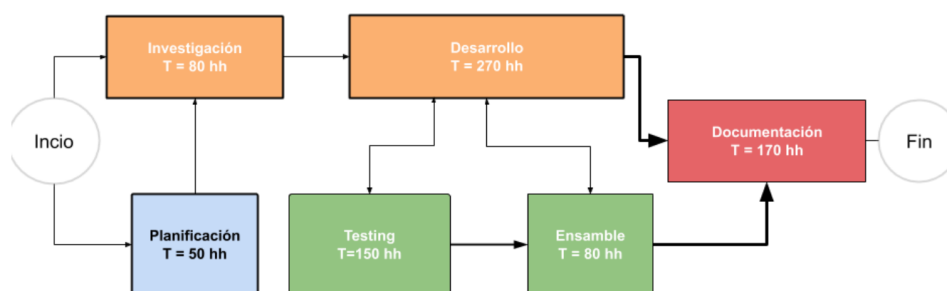 Investigación
T = 80 hh
Desarrollo
T = 270 hh
Incio
Documentación
T = 170 hh
Fin
Planificación
T = 50 hh
Testing
T=150 hh
Ensamble
T = 80 hh